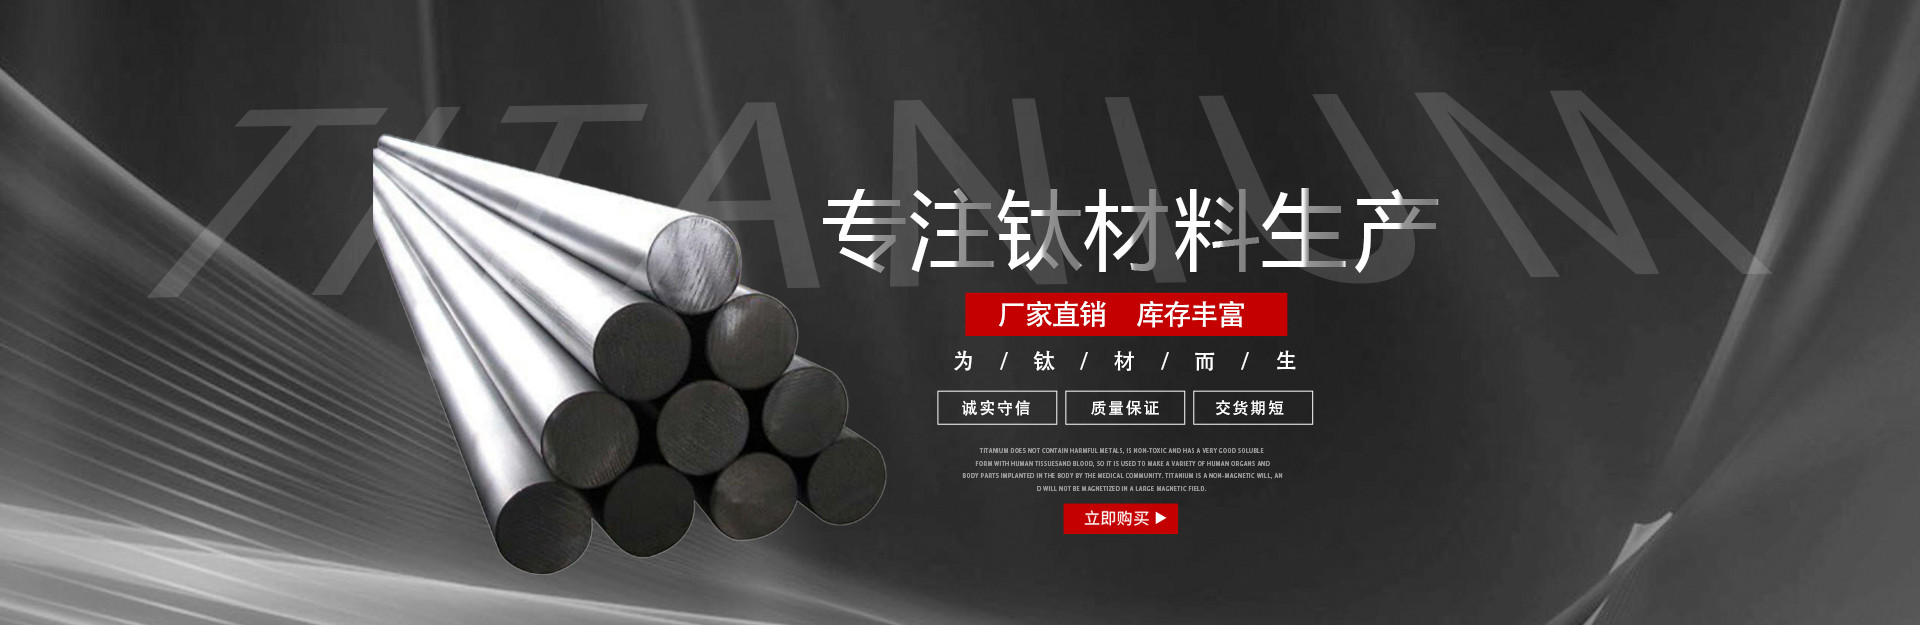 TITANIUM
专注钛材料生产
厂家直销 库存丰富
为 / 钛 / 材 / 而 / 生
诚实守信 质量保证 交货期短
TITANIUM DOES NOT CONTAIN HARMFUL METALS, IS NON-TOXIC AND HAS A VERY GOOD SOLUBLE
FORM WITH HUMAN TISSUESAND BLOOD, SO IT IS USED TO MAKE A VARIETY OF HUMAN ORGANS AND
BODY PARTS IMPLANTED IN THE BODY BY THE MEDICAL COMMUNITY. TITANIUM IS A NON-MAGNETIC WILL, AN
D WILL NOT BE MAGNETIZED IN A LARGE MAGNETIC FIELD.
立即购买▶